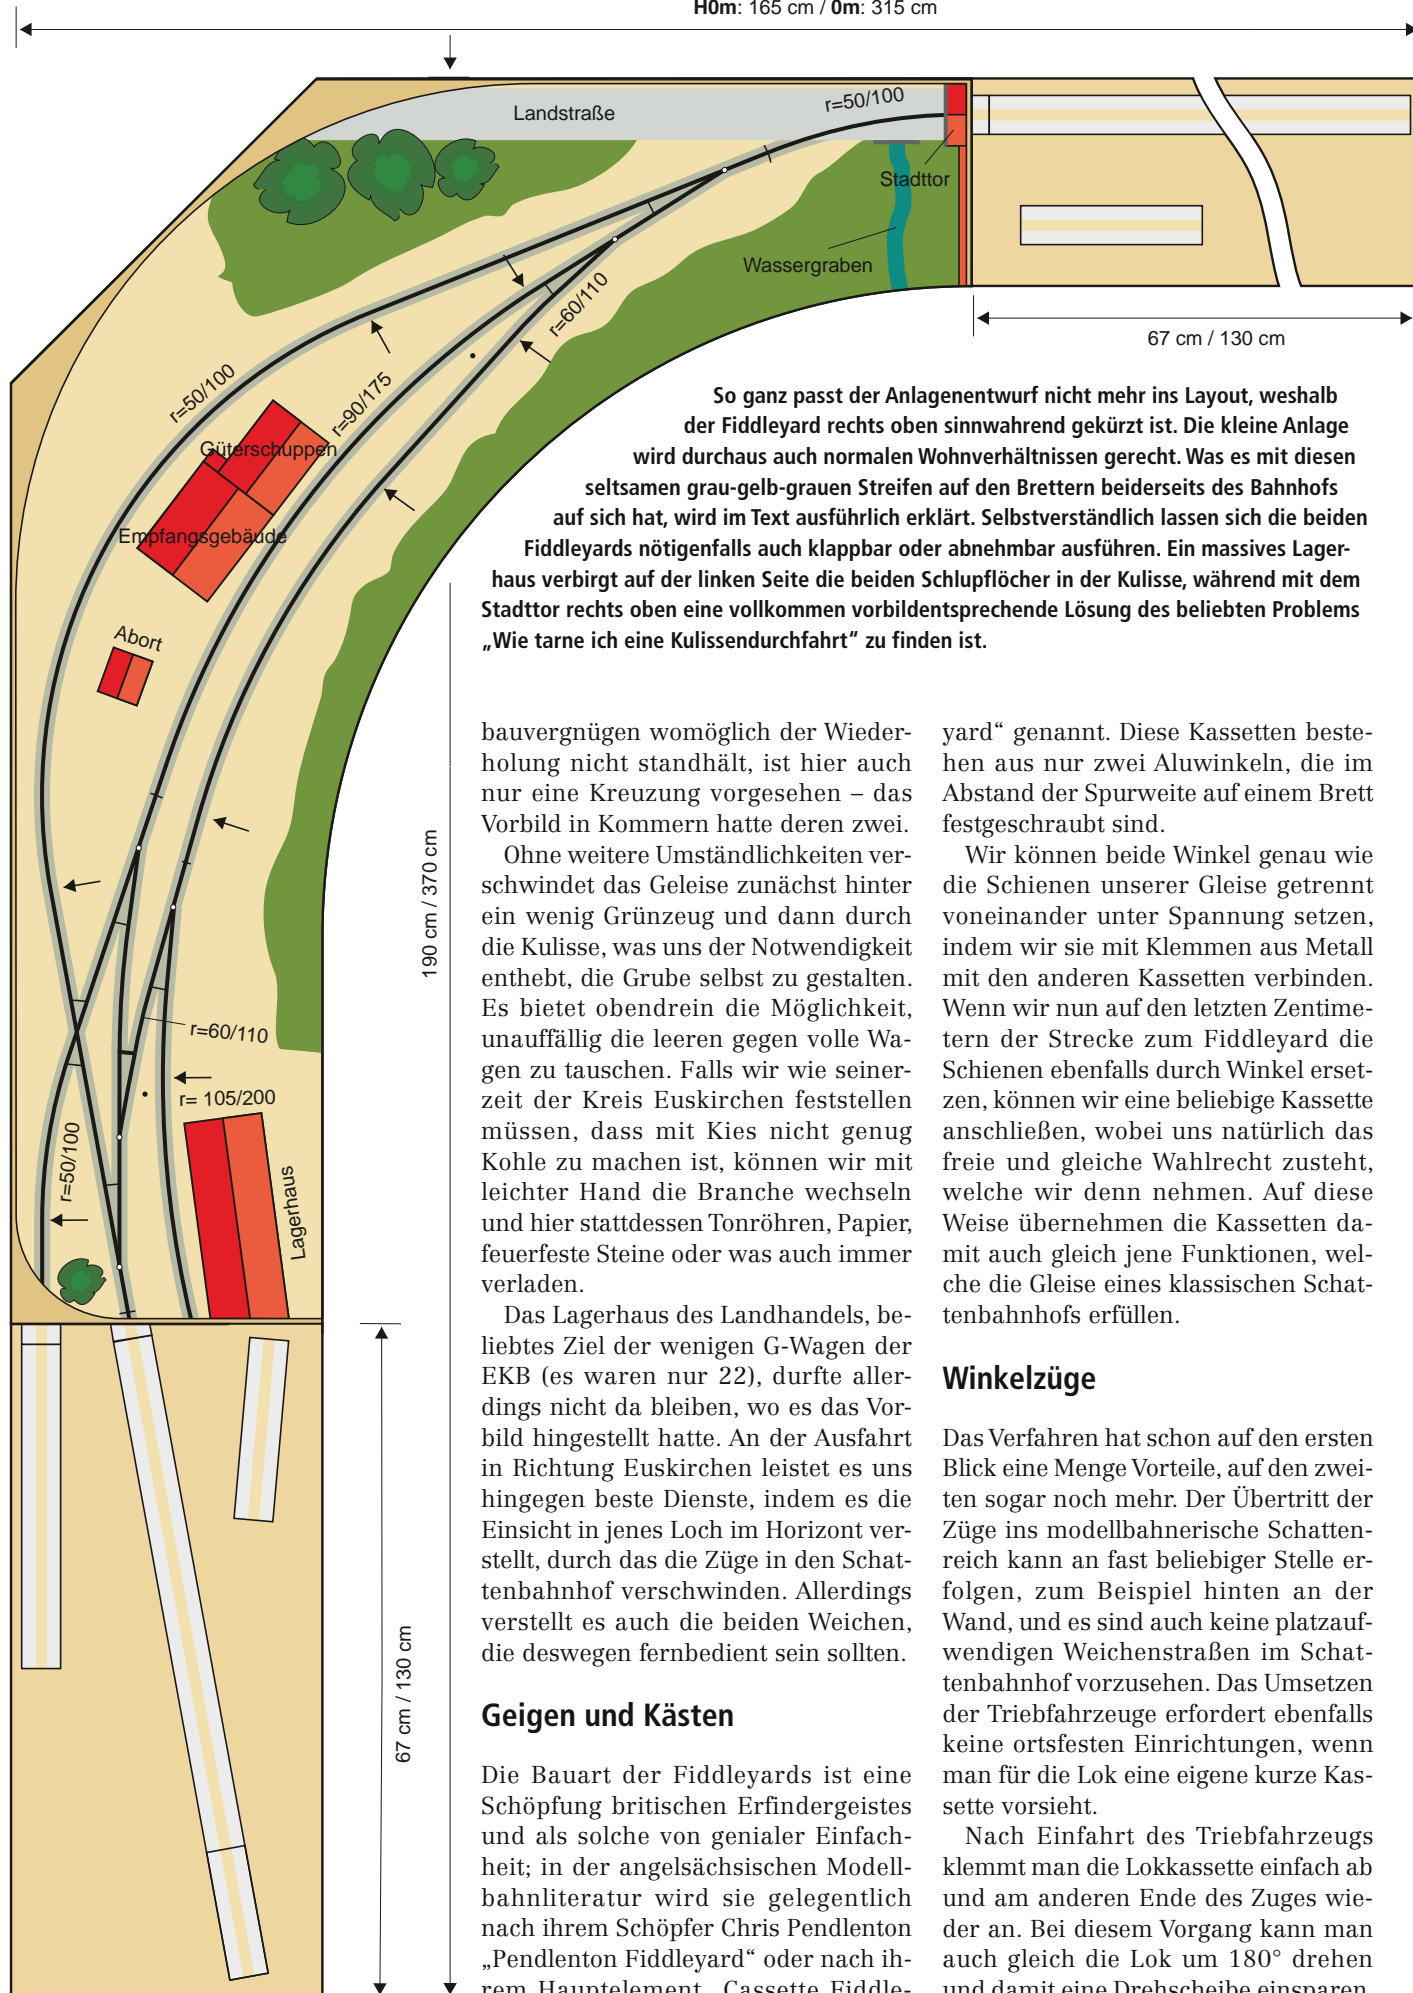 H0m: 165 cm / 0m: 315 cm
Landstraße
r=50/100
Stadttor
Wassergraben
r=60/110
67 cm / 130 cm
r=50/100
r=90/175
Güterschuppen
Empfangsgebäude
Abort
190 cm / 370 cm
r=60/110
r= 105/200
r=50/100
Lagerhaus
67 cm / 130 cm
So ganz passt der Anlagenentwurf nicht mehr ins Layout, weshalb
der Fiddleyard rechts oben sinnwahrend gekürzt ist. Die kleine Anlage
wird durchaus auch normalen Wohnverhältnissen gerecht. Was es mit diesen
seltsamen grau-gelb-grauen Streifen auf den Brettern beiderseits des Bahnhofs
auf sich hat, wird im Text ausführlich erklärt. Selbstverständlich lassen sich die beiden
Fiddleyards nötigenfalls auch klappbar oder abnehmbar ausführen. Ein massives Lager-
haus verbirgt auf der linken Seite die beiden Schlupflöcher in der Kulisse, während mit dem
Stadttor rechts oben eine vollkommen vorbildentsprechende Lösung des beliebten Problems
„Wie tarne ich eine Kulissendurchfahrt“ zu finden ist.
bauvergnügen womöglich der Wieder-
holung nicht standhält, ist hier auch
nur eine Kreuzung vorgesehen – das
Vorbild in Kommern hatte deren zwei.
Ohne weitere Umständlichkeiten ver-
schwindet das Geleise zunächst hinter
ein wenig Grünzeug und dann durch
die Kulisse, was uns der Notwendigkeit
enthebt, die Grube selbst zu gestalten.
Es bietet obendrein die Möglichkeit,
unauffällig die leeren gegen volle Wa-
gen zu tauschen. Falls wir wie seiner-
zeit der Kreis Euskirchen feststellen
müssen, dass mit Kies nicht genug
Kohle zu machen ist, können wir mit
leichter Hand die Branche wechseln
und hier stattdessen Tonröhren, Papier,
feuerfeste Steine oder was auch immer
verladen.
Das Lagerhaus des Landhandels, be-
liebtes Ziel der wenigen G-Wagen der
EKB (es waren nur 22), durfte aller-
dings nicht da bleiben, wo es das Vor-
bild hingestellt hatte. An der Ausfahrt
in Richtung Euskirchen leistet es uns
hingegen beste Dienste, indem es die
Einsicht in jenes Loch im Horizont ver-
stellt, durch das die Züge in den Schat-
tenbahnhof verschwinden. Allerdings
verstellt es auch die beiden Weichen,
die deswegen fernbedient sein sollten.
Geigen und Kästen
Die Bauart der Fiddleyards ist eine
Schöpfung britischen Erfindergeistes
und als solche von genialer Einfach-
heit; in der angelsächsischen Modell-
bahnliteratur wird sie gelegentlich
nach ihrem Schöpfer Chris Pendlenton
„Pendlenton Fiddleyard“ oder nach ih-
rem Hauptelement „Cassette Fiddle-
yard“ genannt. Diese Kassetten beste-
hen aus nur zwei Aluwinkeln, die im
Abstand der Spurweite auf einem Brett
festgeschraubt sind.
Wir können beide Winkel genau wie
die Schienen unserer Gleise getrennt
voneinander unter Spannung setzen,
indem wir sie mit Klemmen aus Metall
mit den anderen Kassetten verbinden.
Wenn wir nun auf den letzten Zentime-
tern der Strecke zum Fiddleyard die
Schienen ebenfalls durch Winkel erset-
zen, können wir eine beliebige Kassette
anschließen, wobei uns natürlich das
freie und gleiche Wahlrecht zusteht,
welche wir denn nehmen. Auf diese
Weise übernehmen die Kassetten da-
mit auch gleich jene Funktionen, wel-
che die Gleise eines klassischen Schat-
tenbahnhofs erfüllen.
Winkelzüge
Das Verfahren hat schon auf den ersten
Blick eine Menge Vorteile, auf den zwei-
ten sogar noch mehr. Der Übertritt der
Züge ins modellbahnerische Schatten-
reich kann an fast beliebiger Stelle er-
folgen, zum Beispiel hinten an der
Wand, und es sind auch keine platzauf-
wendigen Weichenstraßen im Schat-
tenbahnhof vorzusehen. Das Umsetzen
der Triebfahrzeuge erfordert ebenfalls
keine ortsfesten Einrichtungen, wenn
man für die Lok eine eigene kurze Kas-
sette vorsieht.
Nach Einfahrt des Triebfahrzeugs
klemmt man die Lokkassette einfach ab
und am anderen Ende des Zuges wie-
der an. Bei diesem Vorgang kann man
auch gleich die Lok um 180° drehen
und damit eine Drehscheibe einsparen.